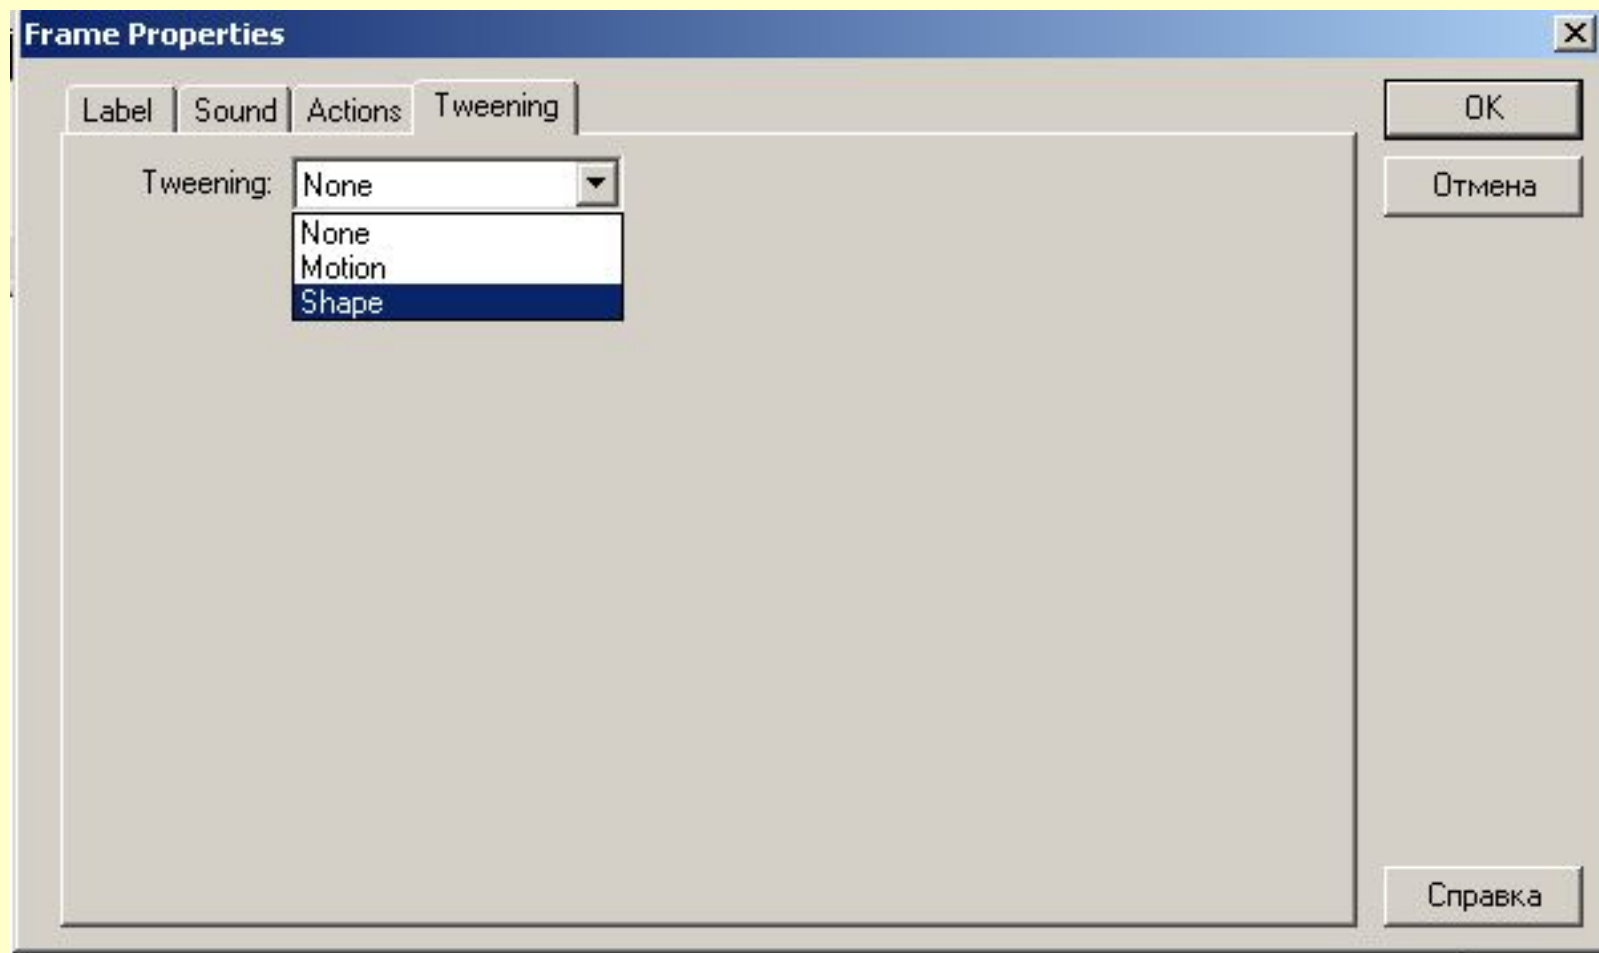 Frame Properties
Label Sound Actions Tweening
OK
Tweening: None
Отмена
None
Motion
Shape
Справка